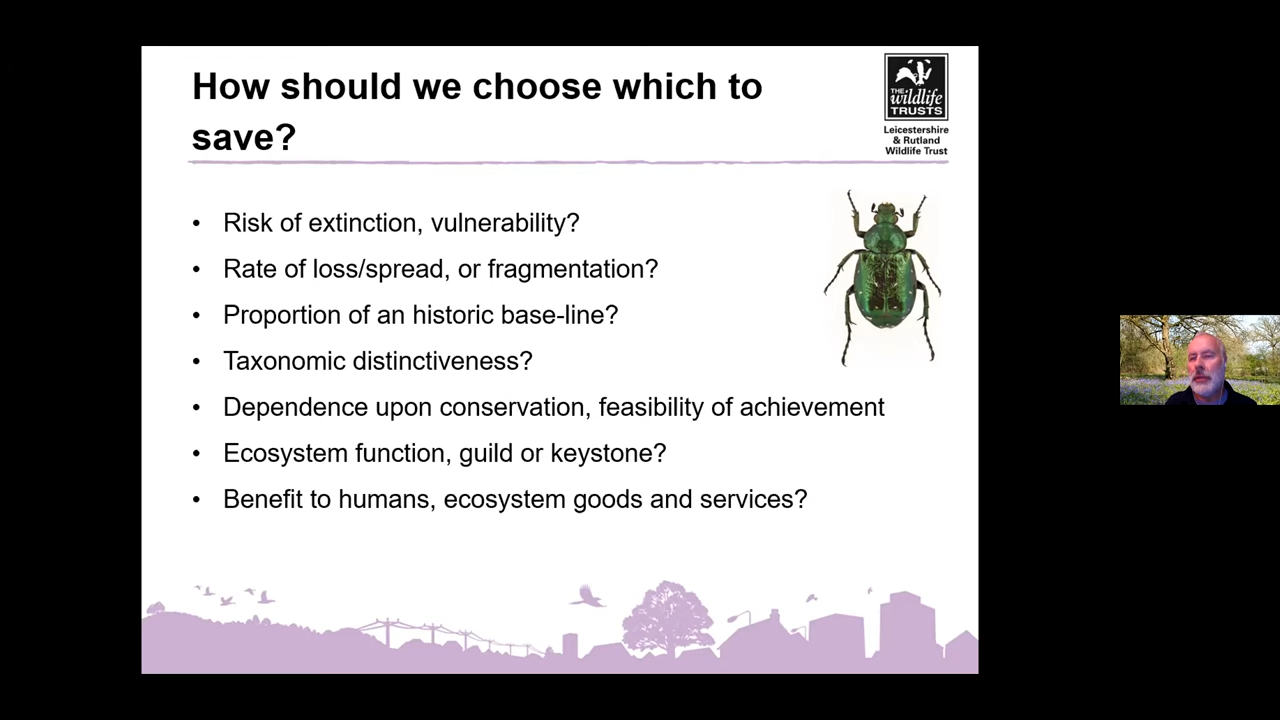 How should we choose which to
save?
THE
wildlife
TRUSTS
Leicestershire
& Rutland
Wildlife Trust
• Risk of extinction, vulnerability?
• Rate of loss/spread, or fragmentation?
• Proportion of an historic base-line?
• Taxonomic distinctiveness?
• Dependence upon conservation, feasibility of achievement
• Ecosystem function, guild or keystone?
• Benefit to humans, ecosystem goods and services?